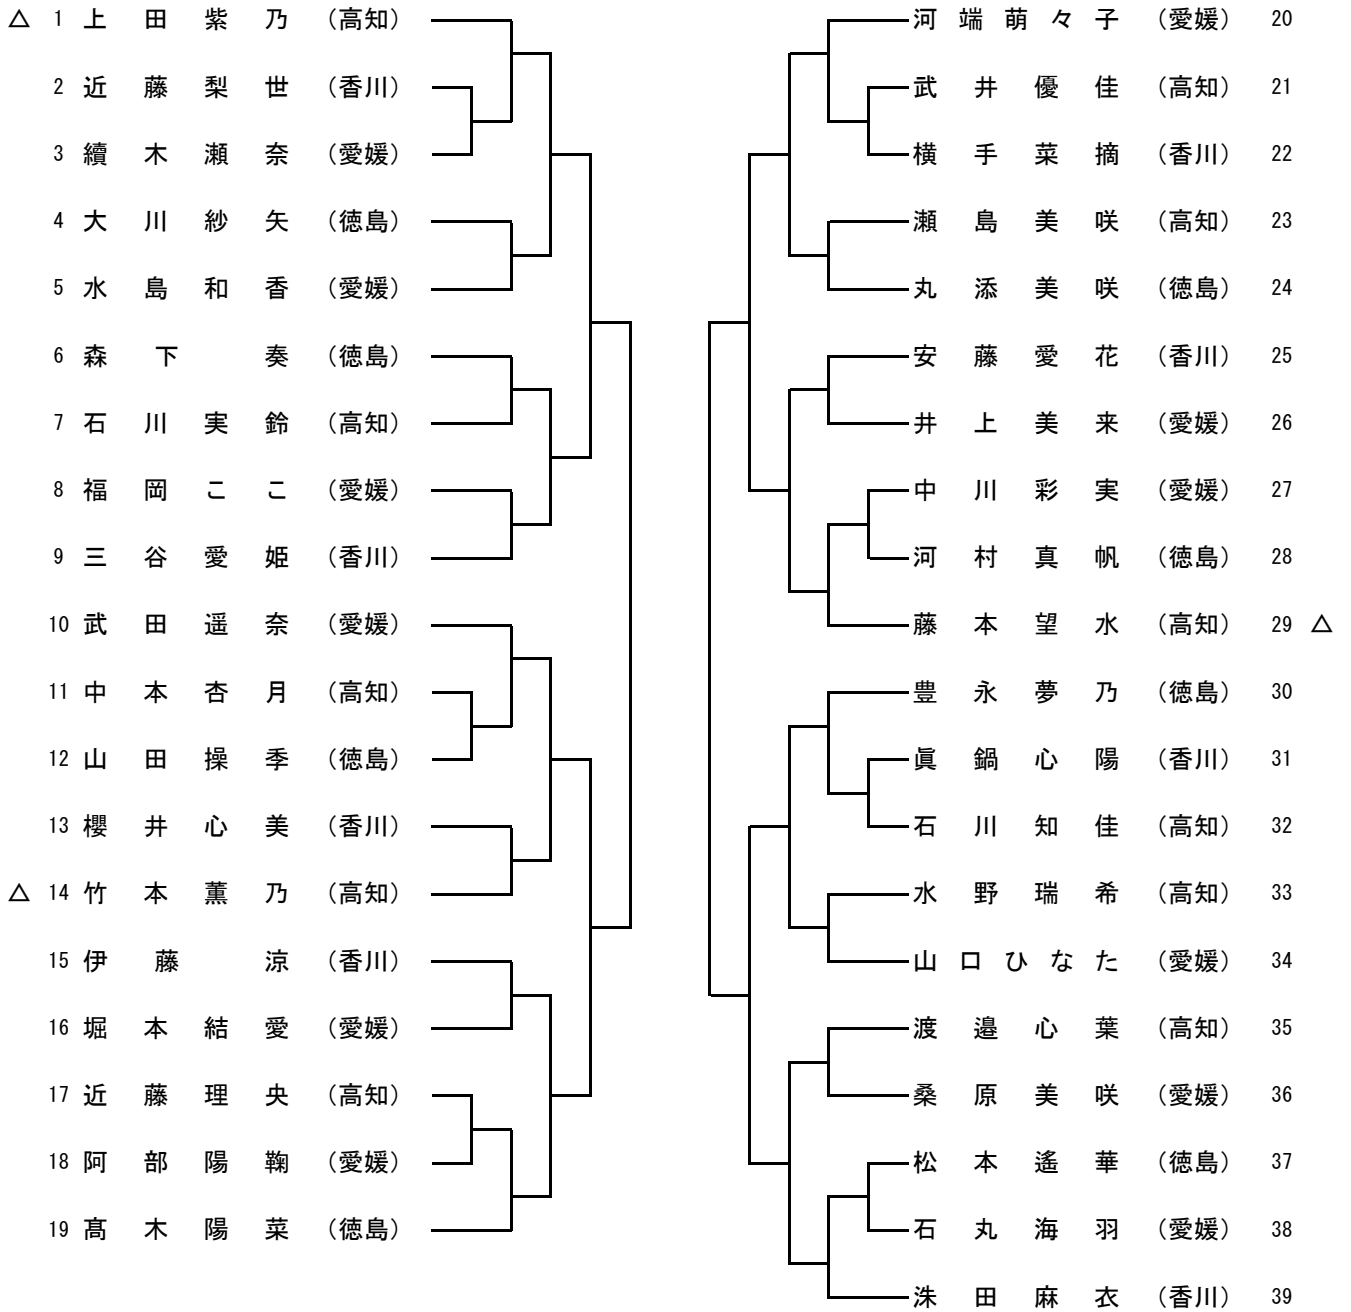 △ 1 上田紫乃 (高知)
2 近藤梨世 (香川)
3 續木瀬奈 (愛媛)
4 大川紗矢 (徳島)
5 水島和香 (愛媛)
6 森下奏 (徳島)
7 石川実鈴 (高知)
8 福岡ここ (愛媛)
9 三谷愛姫 (香川)
10 武田遥奈 (愛媛)
11 中本杏月 (高知)
12 山田操季 (徳島)
13 櫻井心美 (香川)
△ 14 竹本薫乃 (高知)
15 伊藤涼 (香川)
16 堀本結愛 (愛媛)
17 近藤理央 (高知)
18 阿部陽鞠 (愛媛)
19 髙木陽菜 (徳島)
河端萌々子 (愛媛) 20
武井優佳 (高知) 21
横手菜摘 (香川) 22
瀬島美咲 (高知) 23
丸添美咲 (徳島) 24
安藤愛花 (香川) 25
井上美来 (愛媛) 26
中川彩実 (愛媛) 27
河村真帆 (徳島) 28
藤本望水 (高知) 29 △
豊永夢乃 (徳島) 30
眞鍋心陽 (香川) 31
石川知佳 (高知) 32
水野瑞希 (高知) 33
山口ひなた (愛媛) 34
渡邉心葉 (高知) 35
桑原美咲 (愛媛) 36
松本遙華 (徳島) 37
石丸海羽 (愛媛) 38
洙田麻衣 (香川) 39